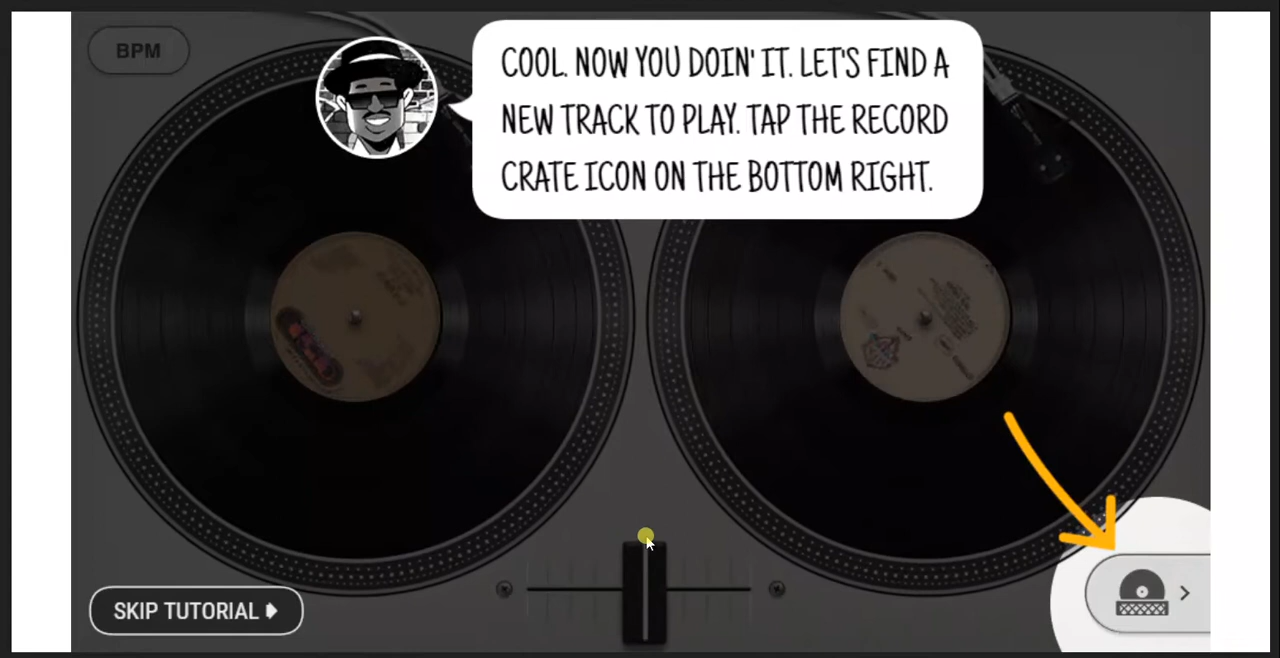 BPM
COOL. NOW YOU DOIN' IT. LET'S FIND A
NEW TRACK TO PLAY. TAP THE RECORD
CRATE ICON ON THE BOTTOM RIGHT.
SKIP TUTORIAL